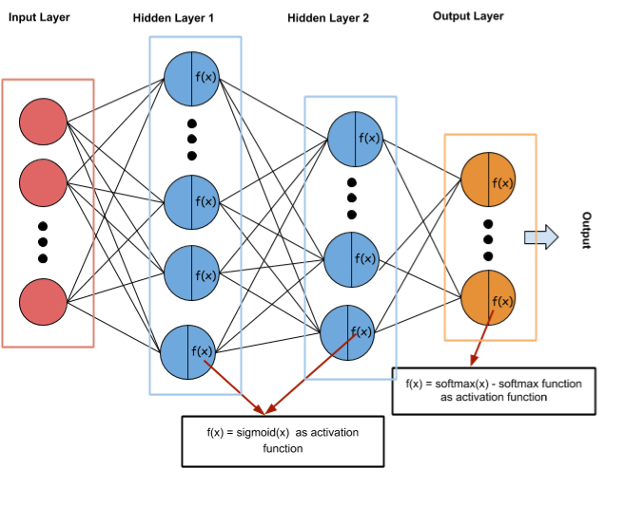 Input Layer
Hidden Layer 1
Hidden Layer 2
Output Layer
f(x)
f(x)
f(x)
f(x)
f(x)
f(x)
f(x)
f(x)
f(x)
Output
f(x) = softmax(x) - softmax function
as activation function
f(x) = sigmoid(x) as activation
function